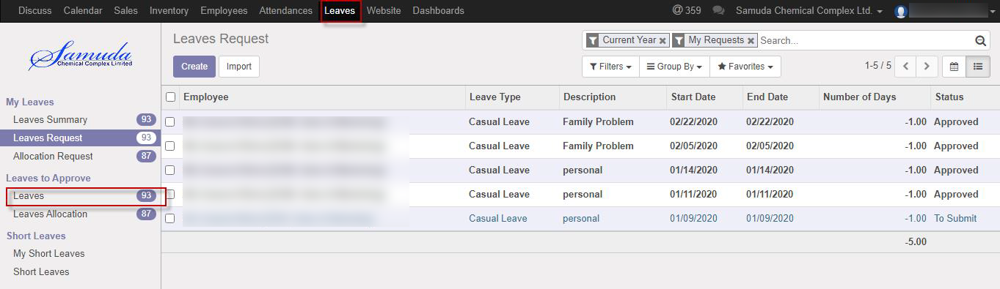 Discuss Calendar Sales Inventory Employees Attendances Leaves Website Dashboards @ 359 Samuda Chemical Complex Ltd.
Samuda
Chemical Complex Limited
My Leaves
Leaves Summary 93
Leaves Request 93
Allocation Request 87
Leaves to Approve
Leaves 93
Leaves Allocation 87
Short Leaves
My Short Leaves
Short Leaves
Leaves Request
Current Year x My Requests x Search...
Create Import
Filters Group By Favorites 1-5 / 5
Employee Leave Type Description Start Date End Date Number of Days Status
Casual Leave Family Problem 02/22/2020 02/22/2020 -1.00 Approved
Casual Leave Family Problem 02/05/2020 02/05/2020 -1.00 Approved
Casual Leave personal 01/14/2020 01/14/2020 -1.00 Approved
Casual Leave personal 01/11/2020 01/11/2020 -1.00 Approved
Casual Leave personal 01/09/2020 01/09/2020 -1.00 To Submit
-5.00